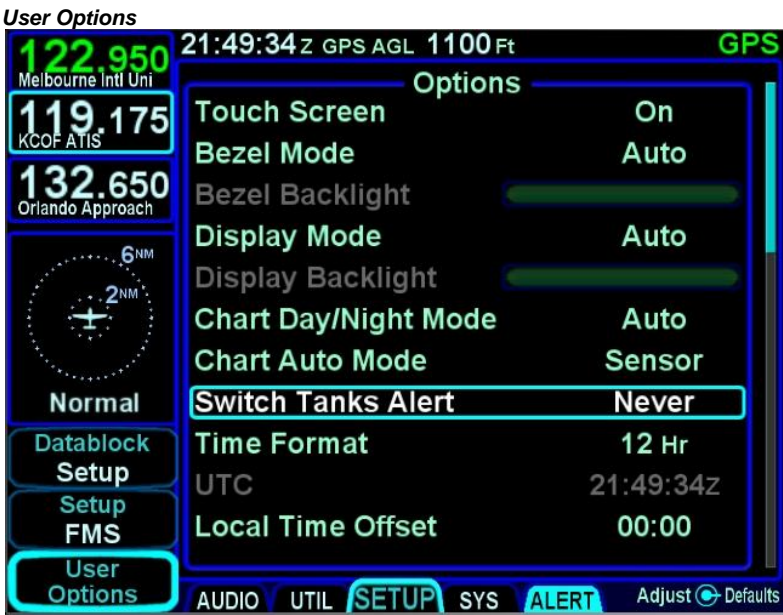 User Options
122.950
Melbourne Intl Uni
21:49:34 Z GPS AGL 1100 Ft
GPS
119.175
KCOF ATIS
132.650
Orlando Approach
6NM
2NM
Normal
Datablock
Setup
Setup
FMS
User
Options
Options
Touch Screen On
Bezel Mode Auto
Bezel Backlight
Display Mode Auto
Display Backlight
Chart Day/Night Mode Auto
Chart Auto Mode Sensor
Switch Tanks Alert Never
Time Format 12 Hr
UTC 21:49:34Z
Local Time Offset 00:00
AUDIO UTIL SETUP SYS ALERT Adjust Defaults